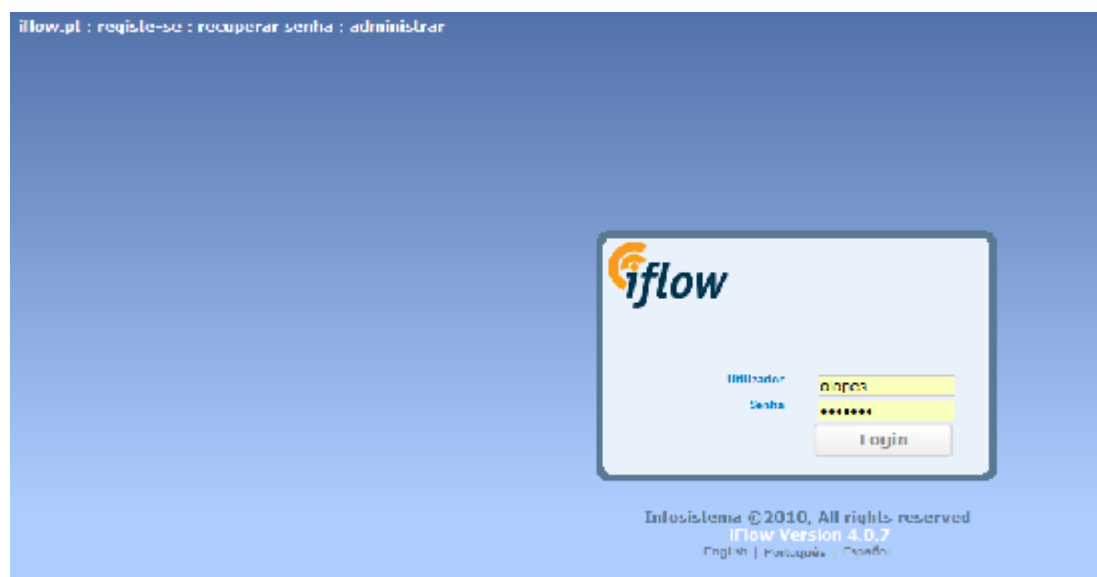 iflow.pt : registe-se : recuperar senha : administrar
iflow
Utilizador
Senha
•••••••
Login
Infosistema ©2010, All rights reserved
iFlow Version 4.0.7
English | Português | Español